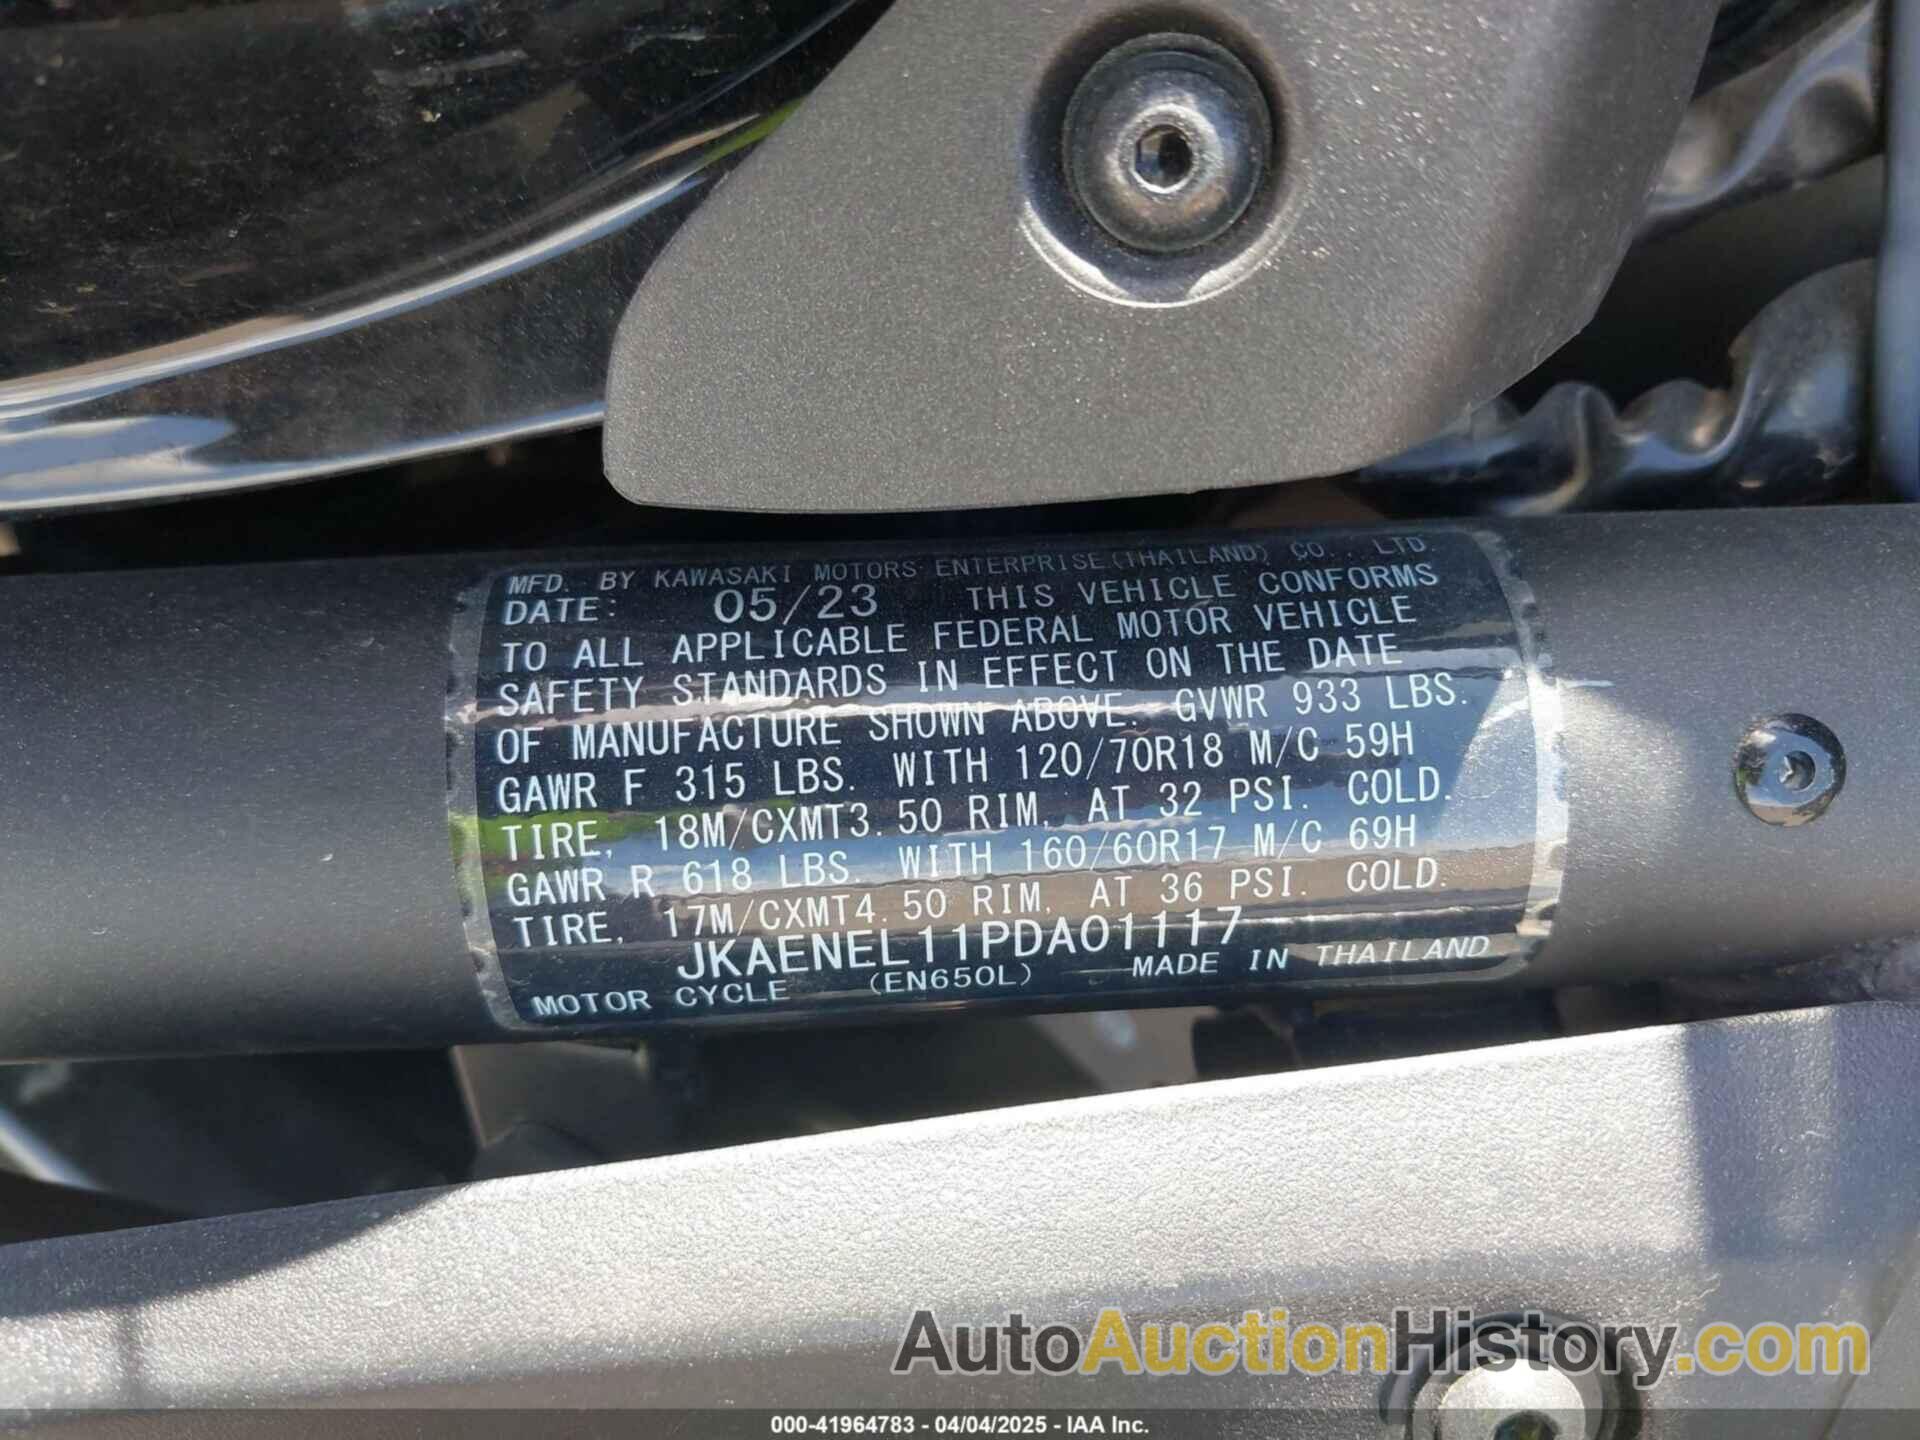 MFD. BY KAWASAKI MOTORS ENTERPRISE(THAILAND) CO., LTD.
DATE: 05/23 THIS VEHICLE CONFORMS
TO ALL APPLICABLE FEDERAL MOTOR VEHICLE
SAFETY STANDARDS IN EFFECT ON THE DATE
OF MANUFACTURE SHOWN ABOVE. GVWR 933 LBS.
GAWR F 315 LBS. WITH 120/70R18 M/C 59H
TIRE, 18M/CXMT3.50 RIM, AT 32 PSI. COLD.
GAWR R 618 LBS. WITH 160/60R17 M/C 69H
TIRE, 17M/CXMT4.50 RIM, AT 36 PSI. COLD.
JKAENEL11PDA01117
MOTOR CYCLE (EN650L) MADE IN THAILAND
AutoAuctionHistory.com
000-41964783 - 04/04/2025 - IAA Inc.